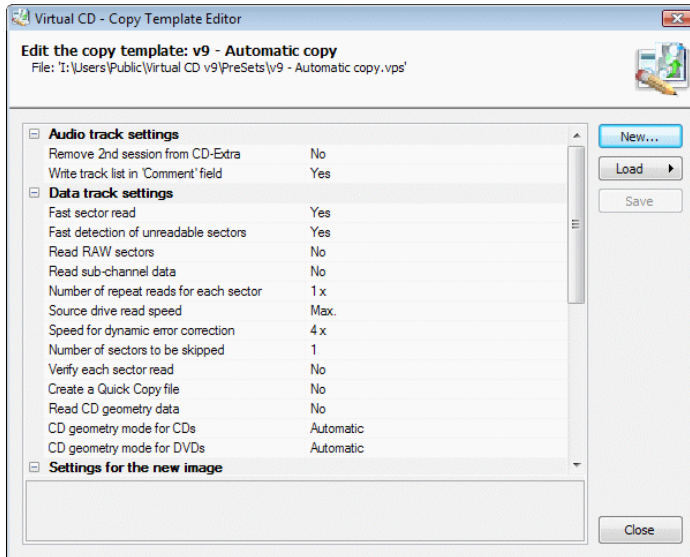 Virtual CD - Copy Template Editor
Edit the copy template: v9 - Automatic copy
File: 'I:\Users\Public\Virtual CD v9\PreSets\v9 - Automatic copy.vps'
Audio track settings
Remove 2nd session from CD-Extra No
Write track list in 'Comment' field Yes
Data track settings
Fast sector read Yes
Fast detection of unreadable sectors Yes
Read RAW sectors No
Read sub-channel data No
Number of repeat reads for each sector 1 x
Source drive read speed Max.
Speed for dynamic error correction 4 x
Number of sectors to be skipped 1
Verify each sector read No
Create a Quick Copy file No
Read CD geometry data No
CD geometry mode for CDs Automatic
CD geometry mode for DVDs Automatic
Settings for the new image
New...
Load
Save
Close